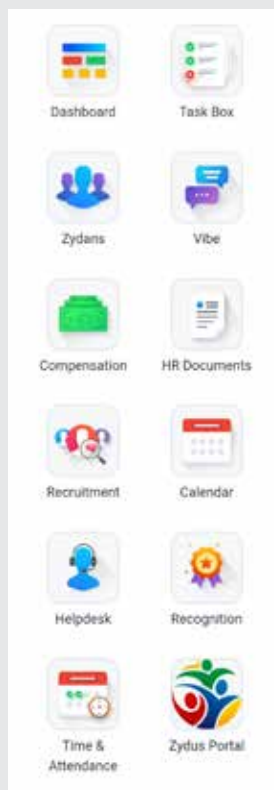 Dashboard
Task Box
Zydans
Vibe
Compensation
HR Documents
Recruitment
Calendar
Helpdesk
Recognition
Time &
Attendance
Zydus Portal